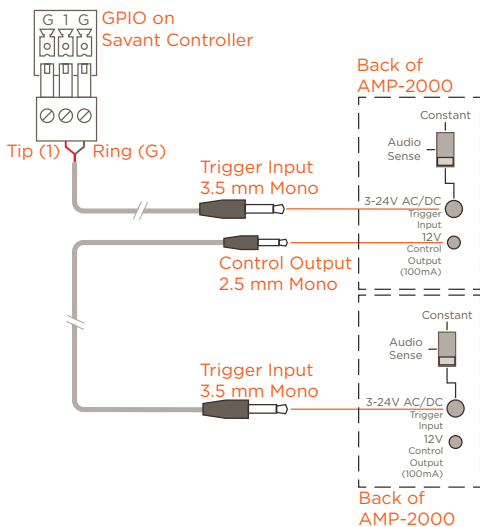 G 1 G
GPIO on
Savant Controller
Tip (1)
Ring (G)
Back of
AMP-2000
Constant
Audio
Sense
Trigger Input
3.5 mm Mono
3-24V AC/DC
Trigger
Input
12V
Control
Output
(100mA)
Control Output
2.5 mm Mono
Constant
Audio
Sense
Trigger Input
3.5 mm Mono
3-24V AC/DC
Trigger
Input
12V
Control
Output
(100mA)
Back of
AMP-2000